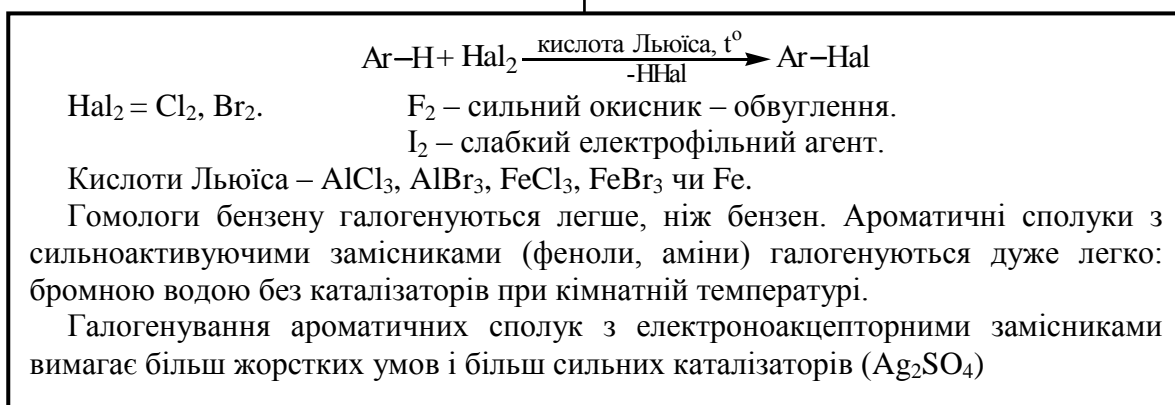 Ar–H + Hal₂ кислота Льюїса, tº -HHal Ar–Hal
Hal₂ = Cl₂, Br₂. F₂ – сильний окисник – обвуглення.
I₂ – слабкий електрофільний агент.
Кислоти Льюїса – AlCl₃, AlBr₃, FeCl₃, FeBr₃ чи Fe.
Гомологи бензену галогенуються легше, ніж бензен. Ароматичні сполуки з
сильноактивуючими замісниками (феноли, аміни) галогенуються дуже легко:
бромною водою без каталізаторів при кімнатній температурі.
Галогенування ароматичних сполук з електроноакцепторними замісниками
вимагає більш жорстких умов і більш сильних каталізаторів (Ag₂SO₄)